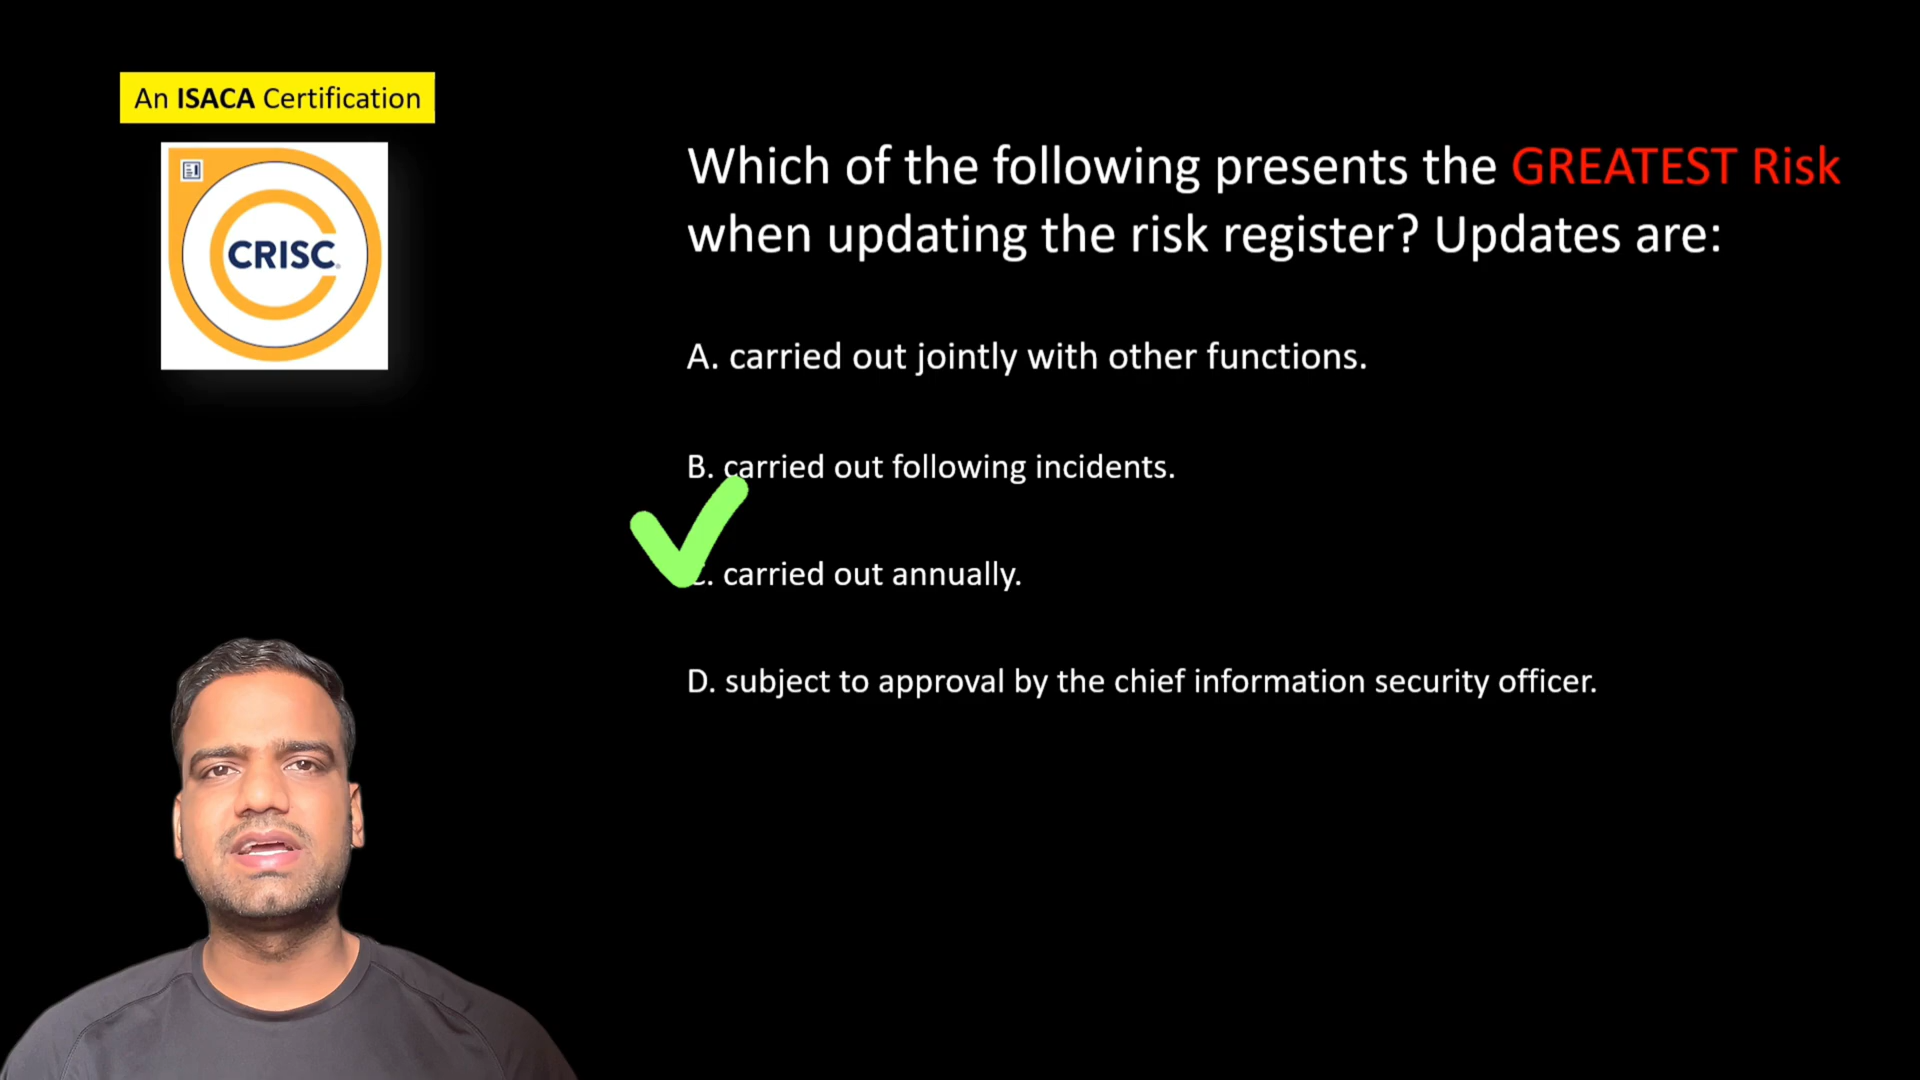 An ISACA Certification
CRISC
Which of the following presents the GREATEST Risk
when updating the risk register? Updates are:
A. carried out jointly with other functions.
B. carried out following incidents.
C. carried out annually.
D. subject to approval by the chief information security officer.